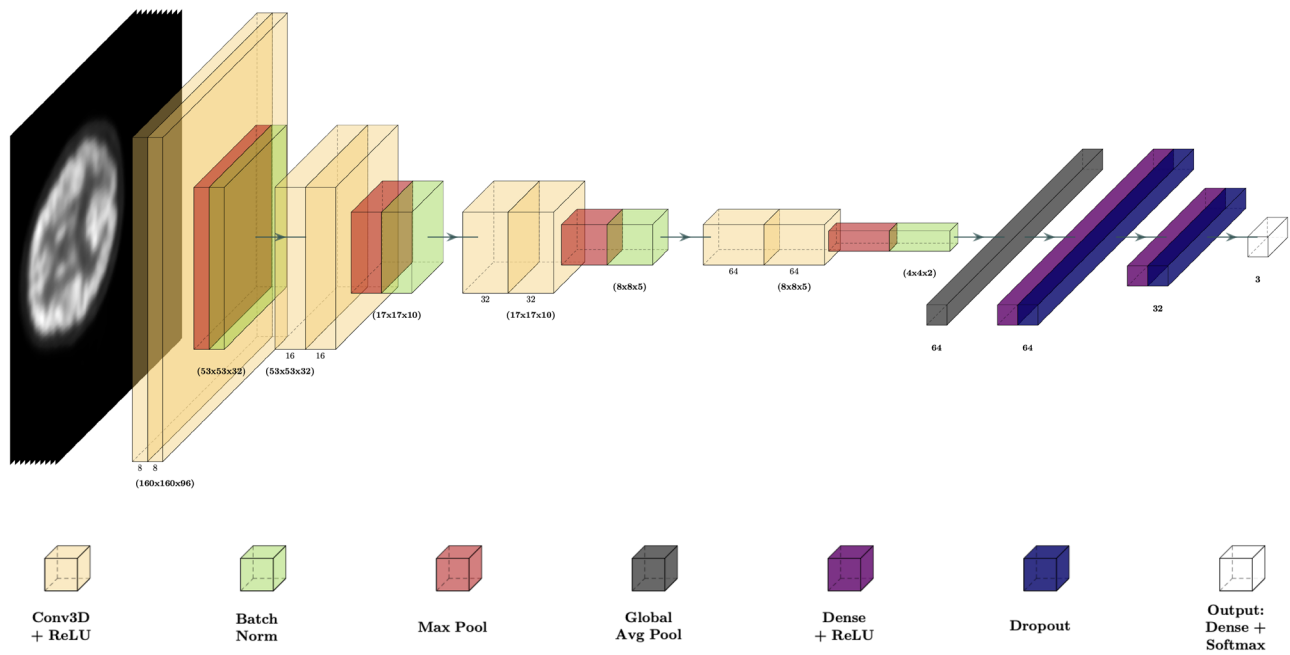 8 8
(160x160x96)
(53x53x32)
16 16
(53x53x32)
(17x17x10)
32 32
(17x17x10)
(8x8x5)
64 64
(8x8x5)
(4x4x2)
64
64
32
3
Conv3D
+ ReLU
Batch
Norm
Max Pool
Global
Avg Pool
Dense
+ ReLU
Dropout
Output:
Dense +
Softmax